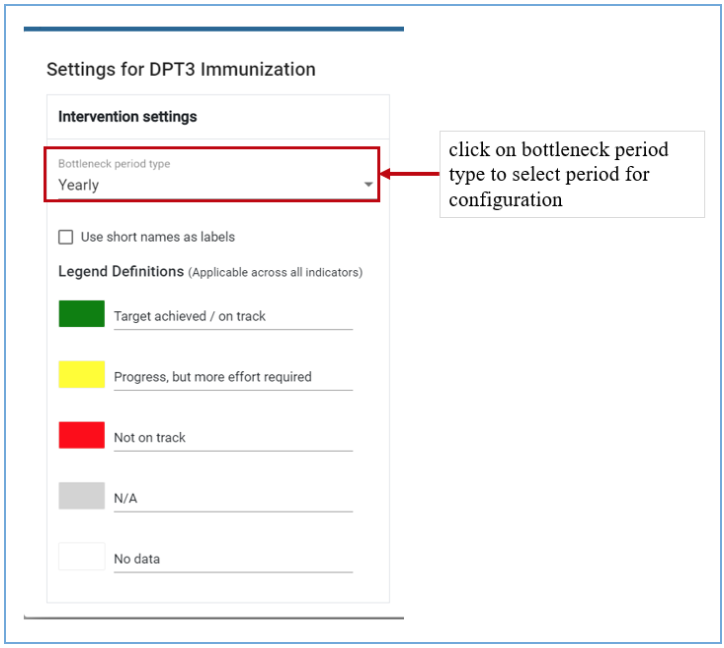 Settings for DPT3 Immunization
Intervention settings
Bottleneck period type
Yearly
click on bottleneck period
type to select period for
configuration
Use short names as labels
Legend Definitions (Applicable across all indicators)
Target achieved / on track
Progress, but more effort required
Not on track
N/A
No data